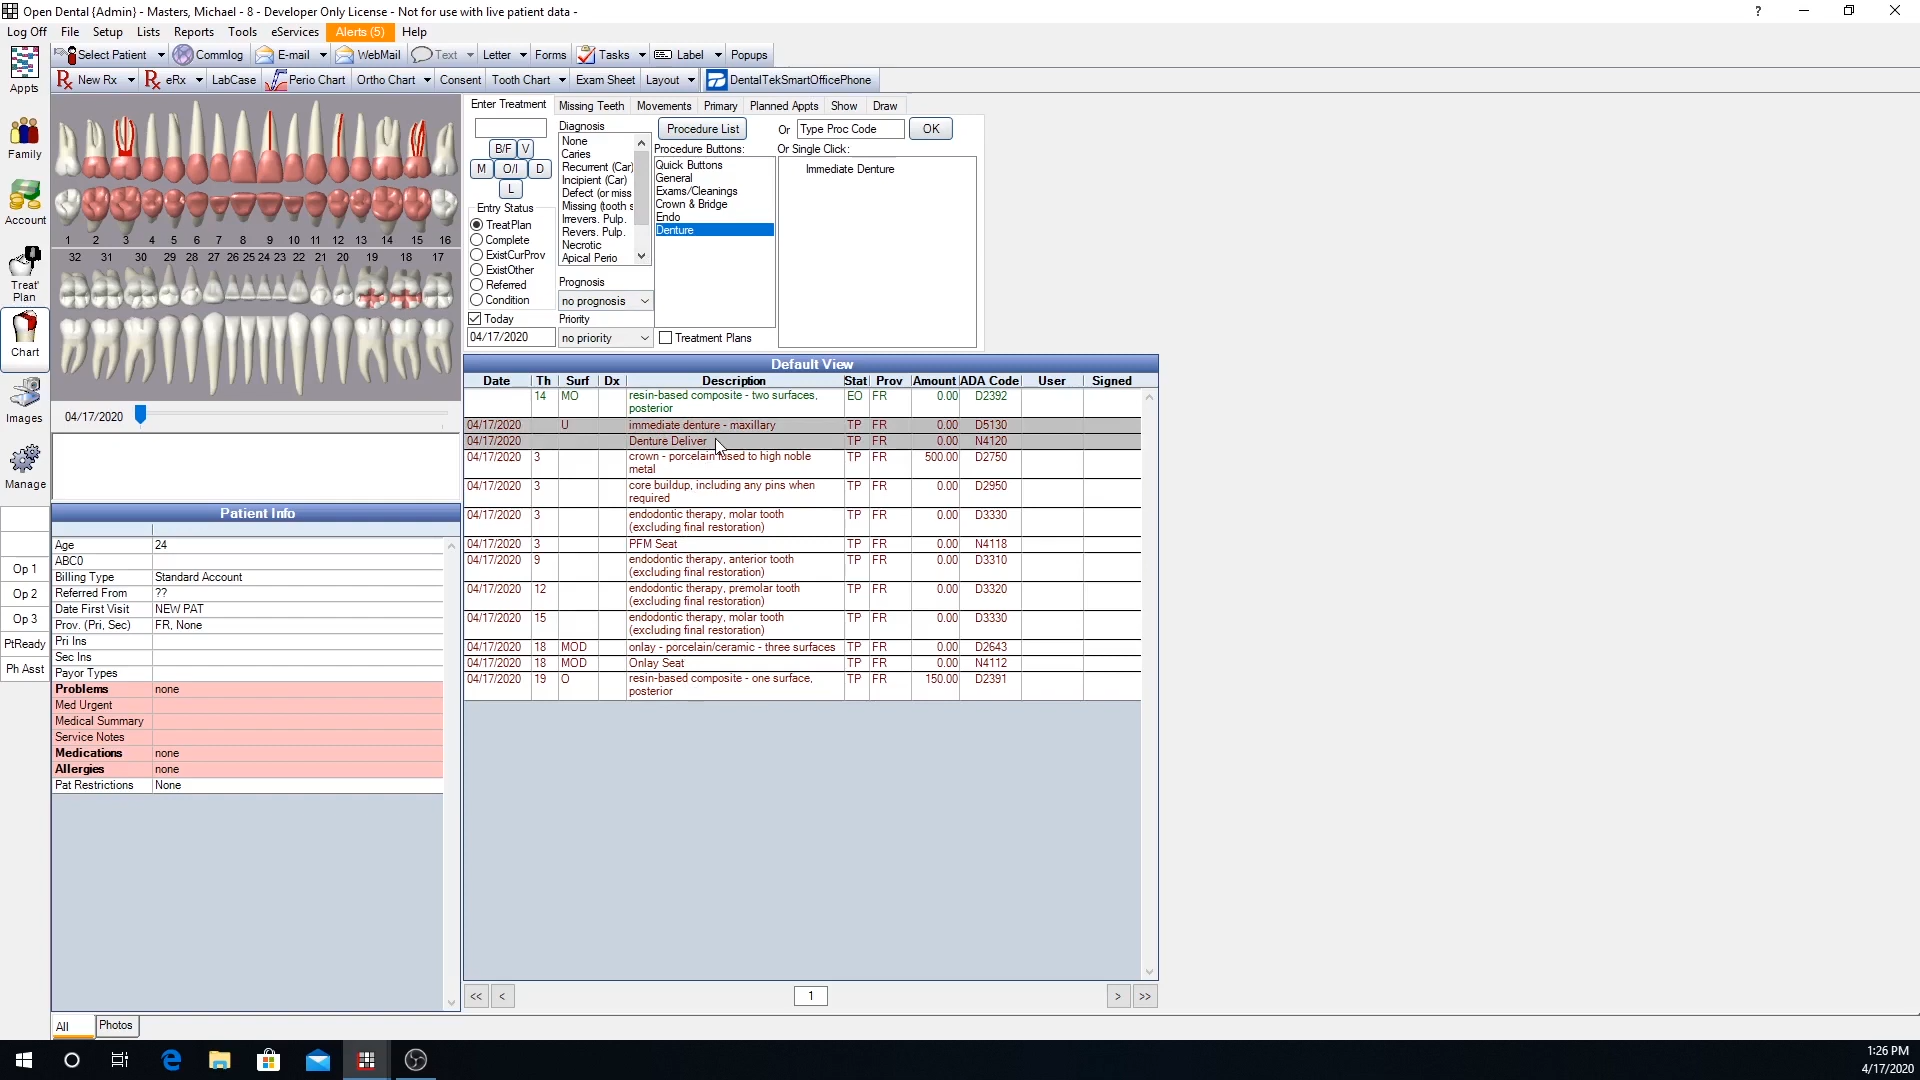 Open Dental {Admin} - Masters, Michael - 8 - Developer Only License - Not for use with live patient data -
?
Log Off File Setup Lists Reports Tools eServices Alerts (5) Help
Select Patient Commlog E-mail WebMail Text Letter Forms Tasks Label Popups
New Rx eRx LabCase Perio Chart Ortho Chart Consent Tooth Chart Exam Sheet Layout DentalTekSmartOfficePhone
Appts
Family
Account
Treat'
Plan
Chart
Images
Manage
Op 1
Op 2
Op 3
PtReady
Ph Asst
1 2 3 4 5 6 7 8 9 10 11 12 13 14 15 16
32 31 30 29 28 27 26 25 24 23 22 21 20 19 18 17
04/17/2020
Enter Treatment Missing Teeth Movements Primary Planned Appts Show Draw
B/F V
M O/I D
L
Entry Status
TreatPlan
Complete
ExistCurProv
ExistOther
Referred
Condition
Today
04/17/2020
Diagnosis
None
Caries
Recurrent (Car)
Incipient (Car)
Defect (or miss
Missing (tooth s
Irrevers. Pulp.
Revers. Pulp.
Necrotic
Apical Perio
Prognosis
no prognosis
Priority
no priority
Procedure List Or Type Proc Code OK
Procedure Buttons: Or Single Click:
Quick Buttons
General
Exams/Cleanings
Crown & Bridge
Endo
Denture
Immediate Denture
Treatment Plans
Default View
Date Th Surf Dx Description Stat Prov Amount ADA Code User Signed
14 MO resin-based composite - two surfaces, EO FR 0.00 D2392
posterior
04/17/2020 U immediate denture - maxillary TP FR 0.00 D5130
04/17/2020 Denture Deliver TP FR 0.00 N4120
04/17/2020 3 crown - porcelain fused to high noble TP FR 500.00 D2750
metal
04/17/2020 3 core buildup, including any pins when TP FR 0.00 D2950
required
04/17/2020 3 endodontic therapy, molar tooth TP FR 0.00 D3330
(excluding final restoration)
04/17/2020 3 PFM Seat TP FR 0.00 N4118
04/17/2020 9 endodontic therapy, anterior tooth TP FR 0.00 D3310
(excluding final restoration)
04/17/2020 12 endodontic therapy, premolar tooth TP FR 0.00 D3320
(excluding final restoration)
04/17/2020 15 endodontic therapy, molar tooth TP FR 0.00 D3330
(excluding final restoration)
04/17/2020 18 MOD onlay - porcelain/ceramic - three surfaces TP FR 0.00 D2643
04/17/2020 18 MOD Onlay Seat TP FR 0.00 N4112
04/17/2020 19 O resin-based composite - one surface, TP FR 150.00 D2391
posterior
<< < 1 > >>
Patient Info
Age 24
ABC0
Billing Type Standard Account
Referred From ??
Date First Visit NEW PAT
Prov. (Pri, Sec) FR, None
Pri Ins
Sec Ins
Payor Types
Problems none
Med Urgent
Medical Summary
Service Notes
Medications none
Allergies none
Pat Restrictions None
All Photos
1:26 PM
4/17/2020